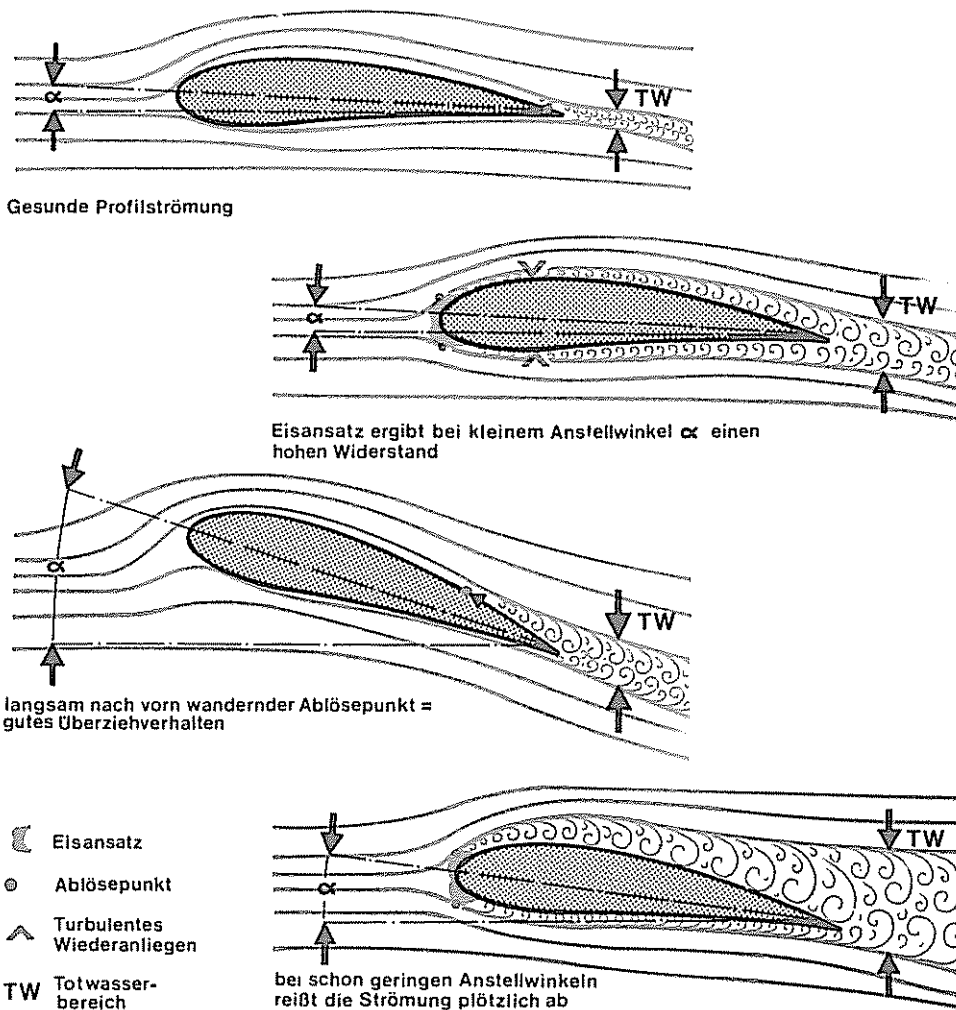 α
TW
Gesunde Profilströmung
α
TW
Eisansatz ergibt bei kleinem Anstellwinkel α einen
hohen Widerstand
α
TW
langsam nach vorn wandernder Ablösepunkt =
gutes Überziehverhalten
Eisansatz
Ablösepunkt
Turbulentes
Wiederanliegen
TW Totwasser-
bereich
α
TW
bei schon geringen Anstellwinkeln
reißt die Strömung plötzlich ab